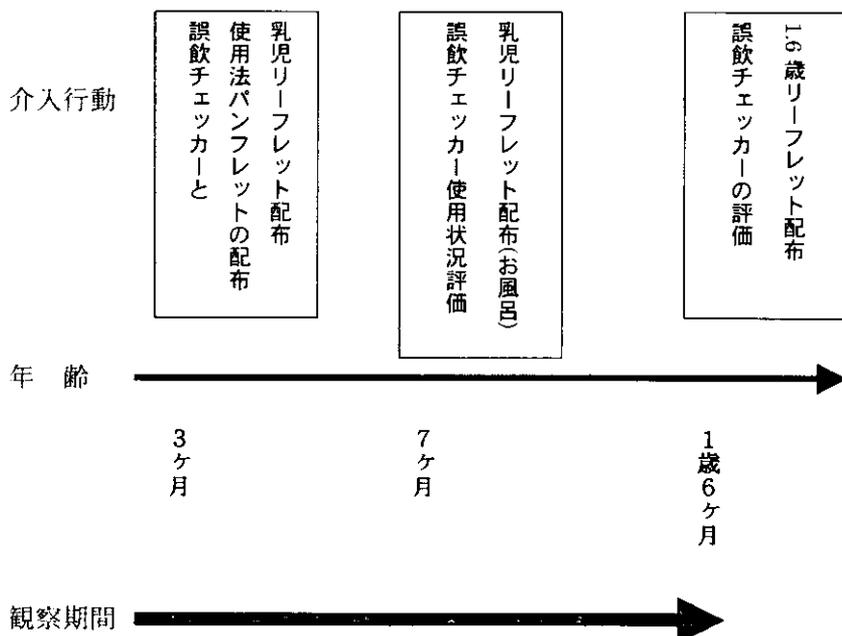 介入行動
乳児リーフレット配布
使用法パンフレットの配布
誤飲チェッカーと
乳児リーフレット配布(お風呂)
誤飲チェッカー使用状況評価
1.6歳リーフレット配布
誤飲チェッカーの評価
年 齢
3ヶ月
7ヶ月
1歳6ヶ月
観察期間